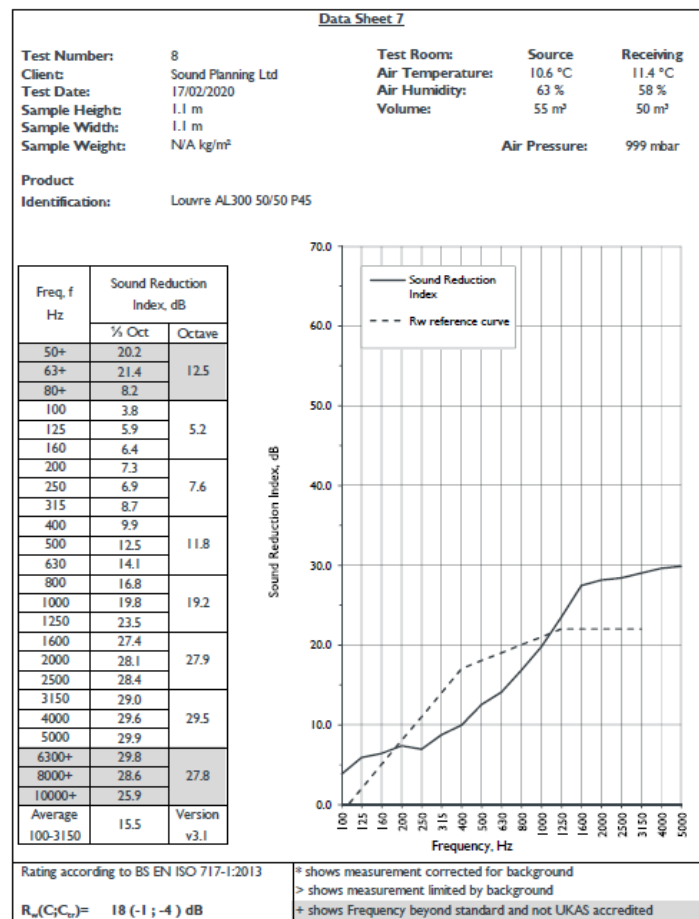 Data Sheet 7
Test Number: 8
Client: Sound Planning Ltd
Test Date: 17/02/2020
Sample Height: 1.1 m
Sample Width: 1.1 m
Sample Weight: N/A kg/m²
Test Room: Source Receiving
Air Temperature: 10.6 °C 11.4 °C
Air Humidity: 63 % 58 %
Volume: 55 m³ 50 m³
Air Pressure: 999 mbar
Product
Identification: Louvre AL300 50/50 P45
Freq, f
Hz
Sound Reduction
Index, dB
⅓ Oct Octave
50+ 20.2
63+ 21.4 12.5
80+ 8.2
100 3.8
125 5.9 5.2
160 6.4
200 7.3
250 6.9 7.6
315 8.7
400 9.9
500 12.5 11.8
630 14.1
800 16.8
1000 19.8 19.2
1250 23.5
1600 27.4
2000 28.1 27.9
2500 28.4
3150 29.0
4000 29.6 29.5
5000 29.9
6300+ 29.8
8000+ 28.6 27.8
10000+ 25.9
Average
100-3150
15.5
Version
v3.1
Sound Reduction Index, dB
70.0
60.0
50.0
40.0
30.0
20.0
10.0
0.0
Sound Reduction
Index
Rw reference curve
100 125 160 200 250 315 400 500 630 800 1000 1250 1600 2000 2500 3150 4000 5000
Frequency, Hz
Rating according to BS EN ISO 717-1:2013
Rw(C;Ctr)= 18 (-1 ; -4 ) dB
* shows measurement corrected for background
> shows measurement limited by background
+ shows Frequency beyond standard and not UKAS accredited